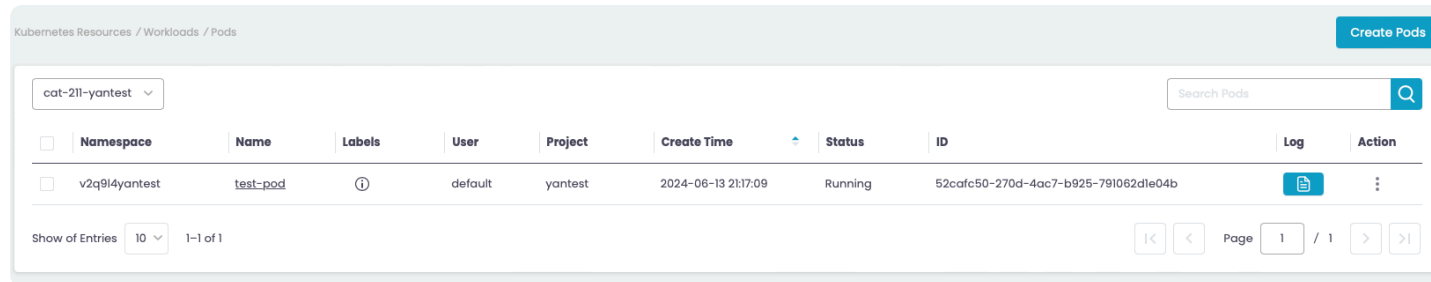 Kubernetes Resources / Workloads / Pods
Create Pods
cat-211-yantest
Search Pods
Namespace Name Labels User Project Create Time Status ID Log Action
v2q9l4yantest test-pod default yantest 2024-06-13 21:17:09 Running 52cafc50-270d-4ac7-b925-791062d1e04b
Show of Entries 10 1-1 of 1 Page 1 / 1